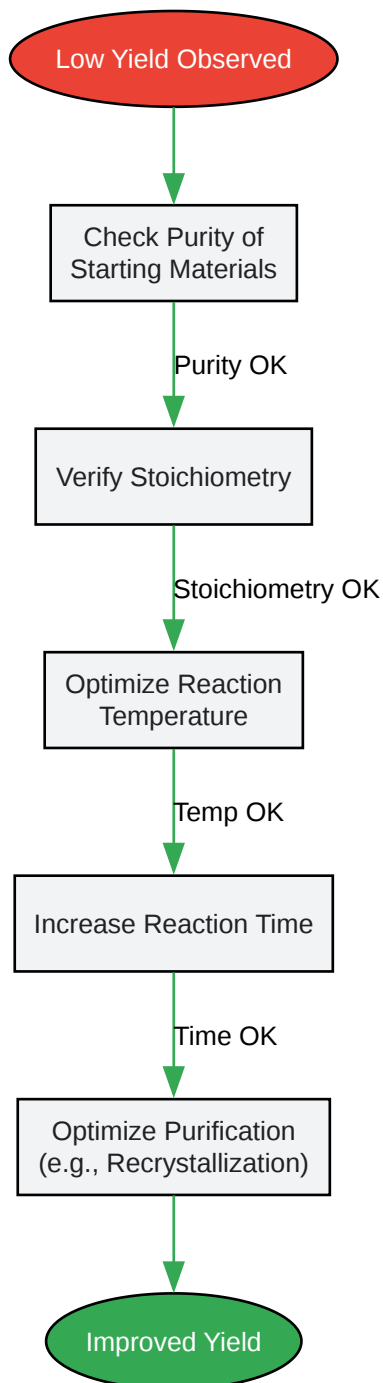 Low Yield Observed
Check Purity of
Starting Materials
Purity OK
Verify Stoichiometry
Stoichiometry OK
Optimize Reaction
Temperature
Temp OK
Increase Reaction Time
Time OK
Optimize Purification
(e.g., Recrystallization)
Improved Yield